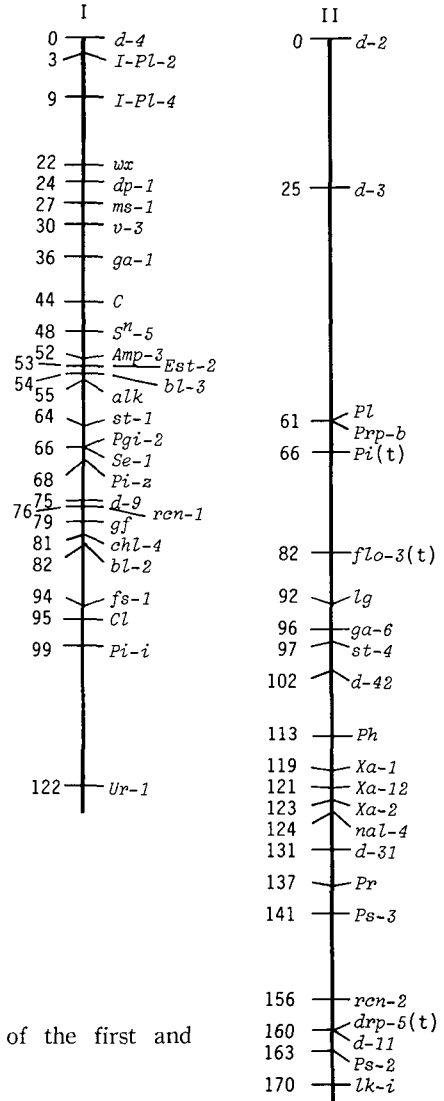 I
0 d-4
3 I-Pl-2
9 I-Pl-4
22 wx
24 dp-1
27 ms-1
30 v-3
36 ga-1
44 C
48 Sⁿ-5
52 Amp-3
53 Est-2
54 bl-3
55 alk
64 st-1
66 Pgi-2
Se-1
68 Pi-z
75 d-9
76 rcn-1
79 gf
81 chl-4
82 bl-2
94 fs-1
95 Cl
99 Pi-i
122 Ur-1
II
0 d-2
25 d-3
61 Pl
Prp-b
66 Pi(t)
82 flo-3(t)
92 lg
96 ga-6
97 st-4
102 d-42
113 Ph
119 Xa-1
121 Xa-12
123 Xa-2
124 nal-4
131 d-31
137 Pr
141 Ps-3
156 rcn-2
160 drp-5(t)
d-11
163 Ps-2
170 lk-i
of the first and